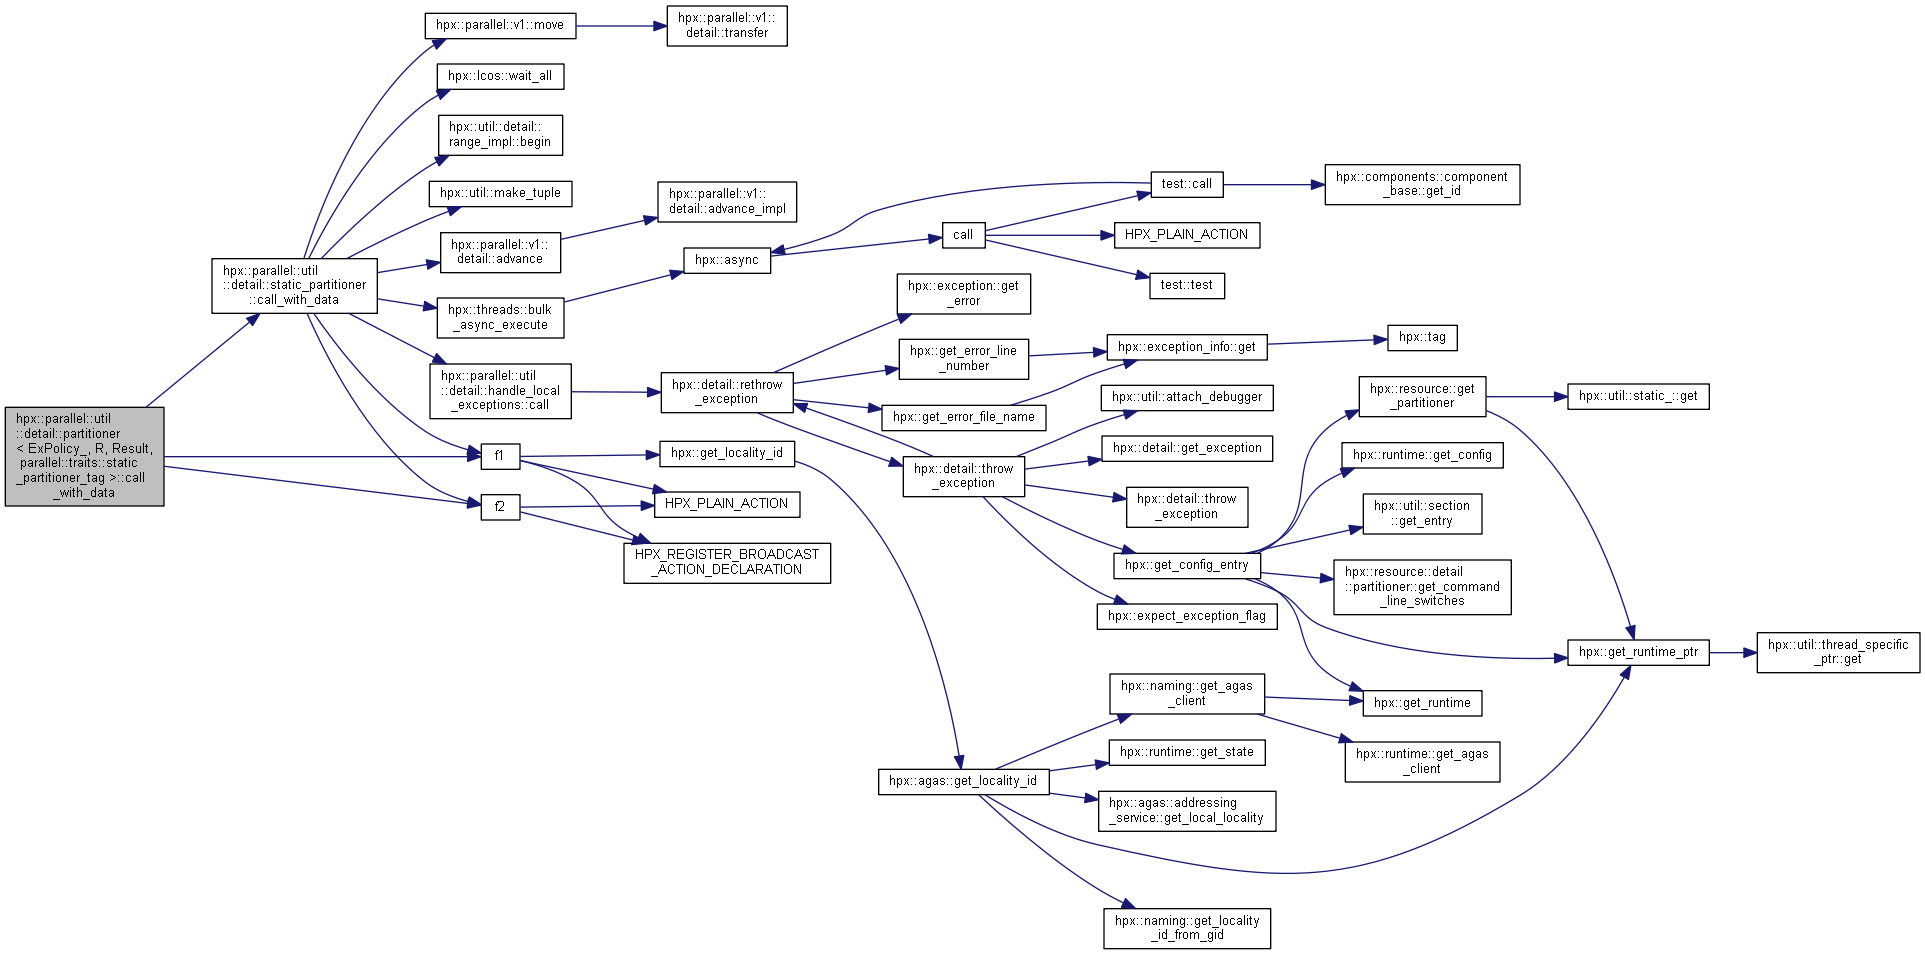 hpx::parallel::util
::detail::partitioner
< ExPolicy_, R, Result,
parallel::traits::static
_partitioner_tag >::call
_with_data
hpx::parallel::util
::detail::static_partitioner
::call_with_data
hpx::parallel::v1::move
hpx::lcos::wait_all
hpx::util::detail::
range_impl::begin
hpx::util::make_tuple
hpx::parallel::v1::
detail::advance
hpx::threads::bulk
_async_execute
hpx::parallel::util
::detail::handle_local
_exceptions::call
f1
f2
hpx::parallel::v1::
detail::transfer
hpx::parallel::v1::
detail::advance_impl
hpx::async
hpx::detail::rethrow
_exception
hpx::get_locality_id
HPX_PLAIN_ACTION
HPX_REGISTER_BROADCAST
_ACTION_DECLARATION
call
hpx::exception::get
_error
hpx::get_error_line
_number
hpx::get_error_file_name
hpx::detail::throw
_exception
hpx::agas::get_locality_id
test::call
HPX_PLAIN_ACTION
test::test
hpx::exception_info::get
hpx::util::attach_debugger
hpx::detail::get_exception
hpx::detail::throw
_exception
hpx::get_config_entry
hpx::expect_exception_flag
hpx::naming::get_agas
_client
hpx::runtime::get_state
hpx::agas::addressing
_service::get_local_locality
hpx::naming::get_locality
_id_from_gid
hpx::components::component
_base::get_id
hpx::tag
hpx::resource::get
_partitioner
hpx::runtime::get_config
hpx::util::section
::get_entry
hpx::resource::detail
::partitioner::get_command
_line_switches
hpx::get_runtime
hpx::runtime::get_agas
_client
hpx::util::static_::get
hpx::get_runtime_ptr
hpx::util::thread_specific
_ptr::get